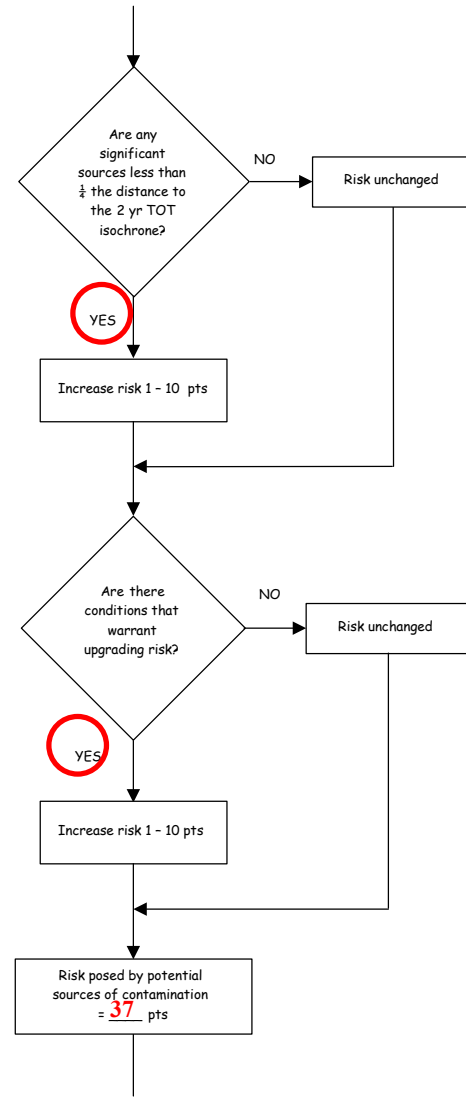 Are any
significant
sources less than
¼ the distance to
the 2 yr TOT
isochrone?
NO
Risk unchanged
YES
Increase risk 1 – 10 pts
Are there
conditions that
warrant
upgrading risk?
NO
Risk unchanged
YES
Increase risk 1 – 10 pts
Risk posed by potential
sources of contamination
= 37 pts